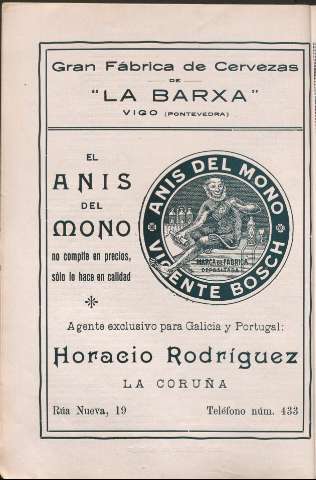 Gran Fábrica de Cervezas
DE
"LA BARXA"
VIGO (PONTEVEDRA)
EL
ANIS
DEL
MONO
no compite en precios,
sólo lo hace en calidad
ANIS DEL MONO
MARCA DE FÁBRICA
DEPOSITADA
VICENTE BOSCH
Agente exclusivo para Galicia y Portugal:
Horacio Rodríguez
LA CORUÑA
Rúa Nueva, 19 Teléfono núm. 433